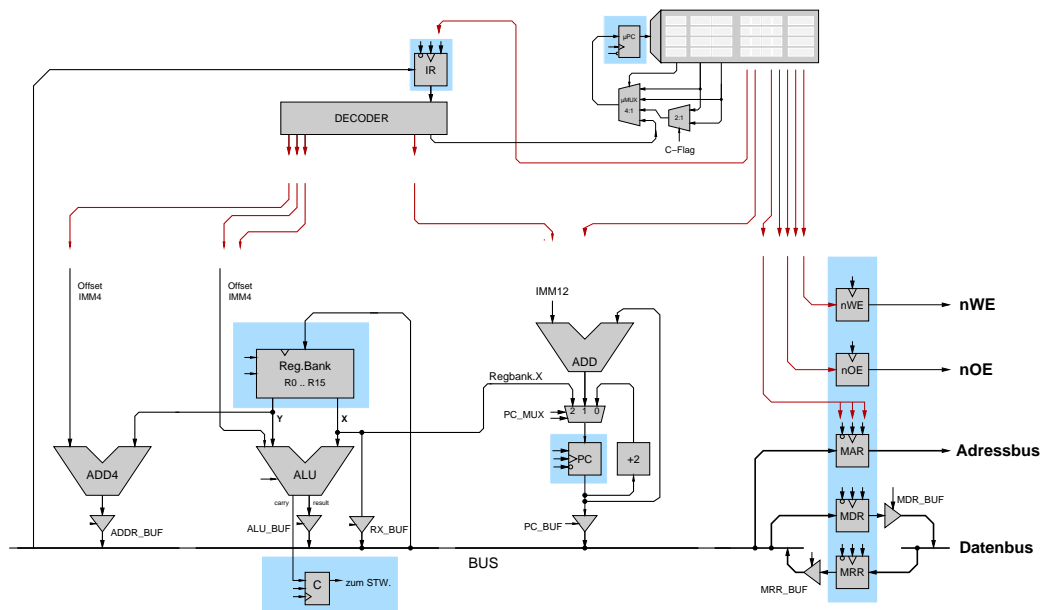 µPC
IR
µMUX
4:1
2:1
DECODER
C−Flag
Offset
IMM4
Offset
IMM4
IMM12
nWE
nWE
ADD
Reg.Bank
R0 .. R15
nOE
nOE
Regbank.X
2 1 0
PC_MUX
Y
X
MAR
Adressbus
ADD4
ALU
PC
+2
carry
result
MDR_BUF
MDR
ADDR_BUF
ALU_BUF
RX_BUF
PC_BUF
BUS
Datenbus
MRR
MRR_BUF
C
zum STW.